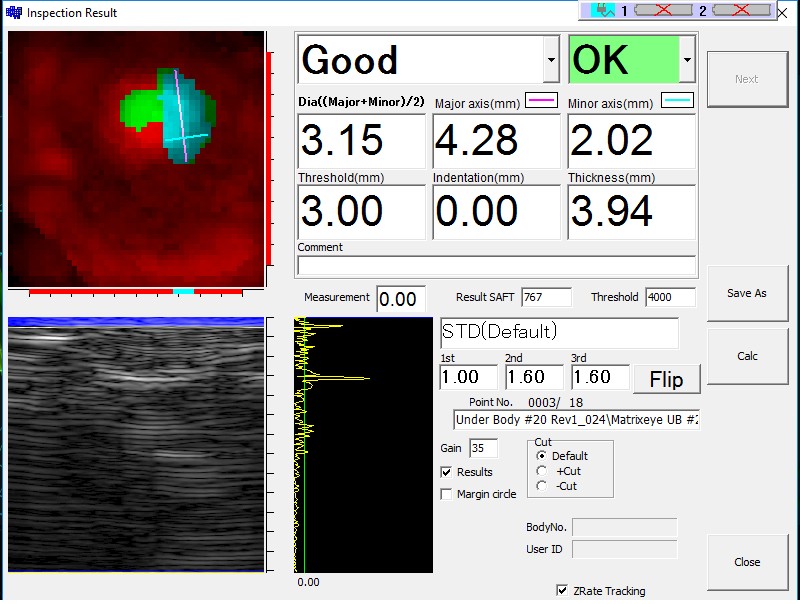 Inspection Result
1 2
Good OK
Next
Dia((Major+Minor)/2) Major axis(mm) Minor axis(mm)
3.15 4.28 2.02
Threshold(mm) Indentation(mm) Thickness(mm)
3.00 0.00 3.94
Comment
Measurement 0.00 Result SAFT 767 Threshold 4000
Save As
STD(Default)
Calc
1st 2nd 3rd
1.00 1.60 1.60 Flip
Point No. 0003/ 18
Under Body #20 Rev1_024\Matrixeye UB #2
Gain 35
Cut
Default
Results
+Cut
-Cut
Margin circle
BodyNo.
User ID
Close
0.00
ZRate Tracking